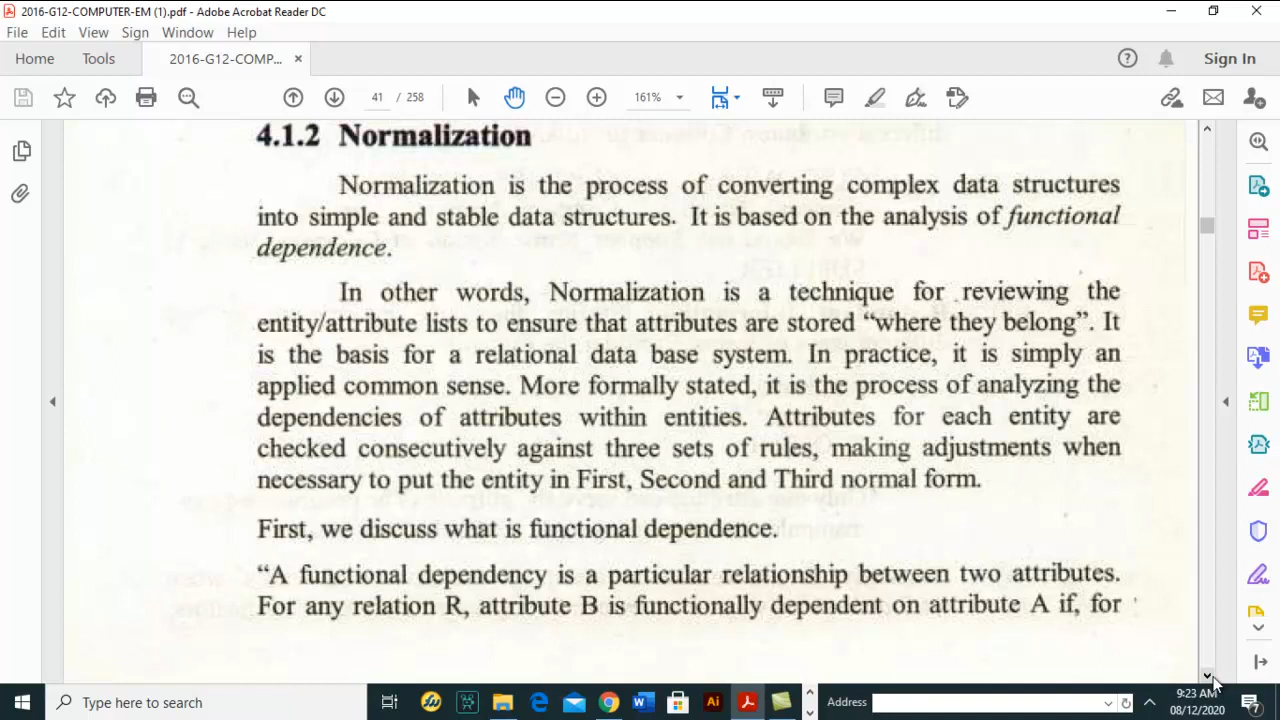 2016-G12-COMPUTER-EM (1).pdf - Adobe Acrobat Reader DC
File Edit View Sign Window Help
Home Tools 2016-G12-COMP... × Sign In
41 / 258 161%
4.1.2 Normalization
Normalization is the process of converting complex data structures
into simple and stable data structures. It is based on the analysis of functional
dependence.
In other words, Normalization is a technique for reviewing the
entity/attribute lists to ensure that attributes are stored “where they belong”. It
is the basis for a relational data base system. In practice, it is simply an
applied common sense. More formally stated, it is the process of analyzing the
dependencies of attributes within entities. Attributes for each entity are
checked consecutively against three sets of rules, making adjustments when
necessary to put the entity in First, Second and Third normal form.
First, we discuss what is functional dependence.
“A functional dependency is a particular relationship between two attributes.
For any relation R, attribute B is functionally dependent on attribute A if, for
Type here to search
Ai
Address
9:23 AM
08/12/2020
7